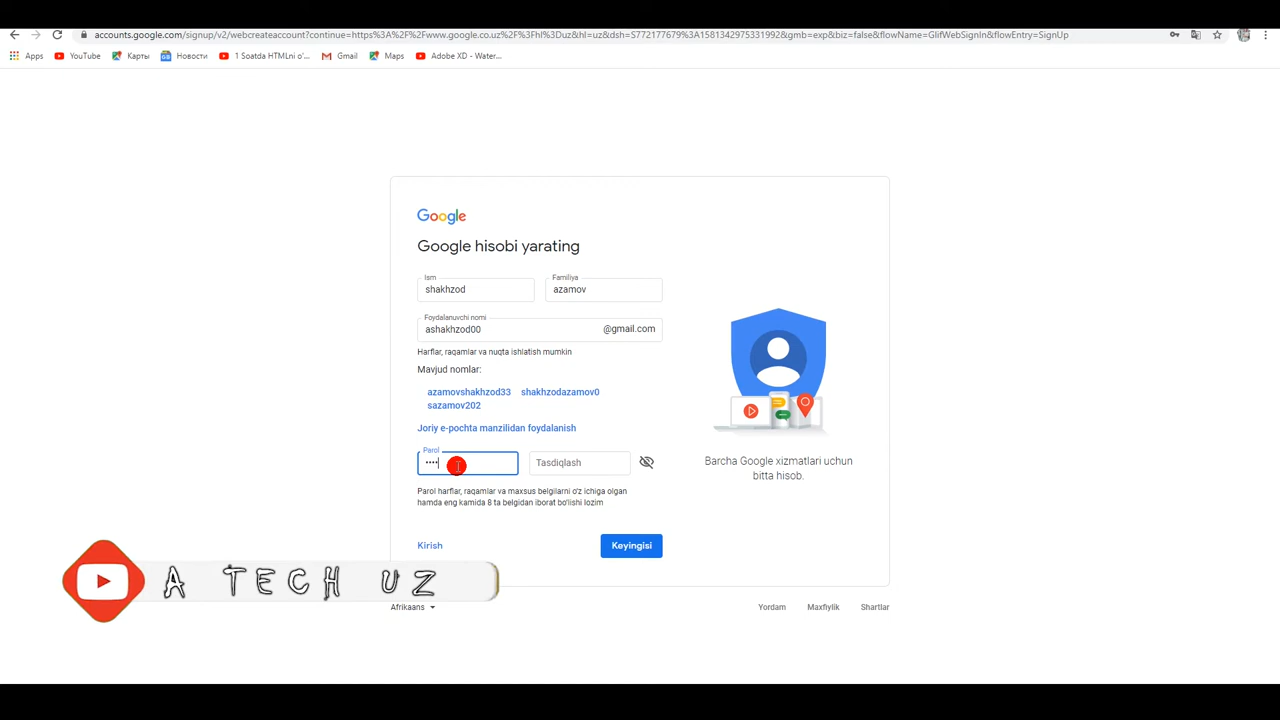 accounts.google.com/signup/v2/webcreateaccount?continue=https%3A%2F%2Fwww.google.co.uz%2F%3Fhl%3Duz&hl=uz&dsh=S772177679%3A1581342975331992&gmb=exp&biz=false&flowName=GlifWebSignIn&flowEntry=SignUp
Apps YouTube Карты Новости 1 Soatda HTMLni o'... Gmail Maps Adobe XD - Water...
Google
Google hisobi yarating
Ism Familiya
shakhzod azamov
Foydalanuvchi nomi
ashakhzod00 @gmail.com
Harflar, raqamlar va nuqta ishlatish mumkin
Mavjud nomlar:
azamovshakhzod33 shakhzodazamov0
sazamov202
Joriy e-pochta manzilidan foydalanish
Parol
•••• Tasdiqlash
Parol harflar, raqamlar va maxsus belgilarni o'z ichiga olgan
hamda eng kamida 8 ta belgidan iborat bo'lishi lozim
Barcha Google xizmatlari uchun
bitta hisob.
Kirish Keyingisi
A TECH UZ
Afrikaans Yordam Maxfiylik Shartlar